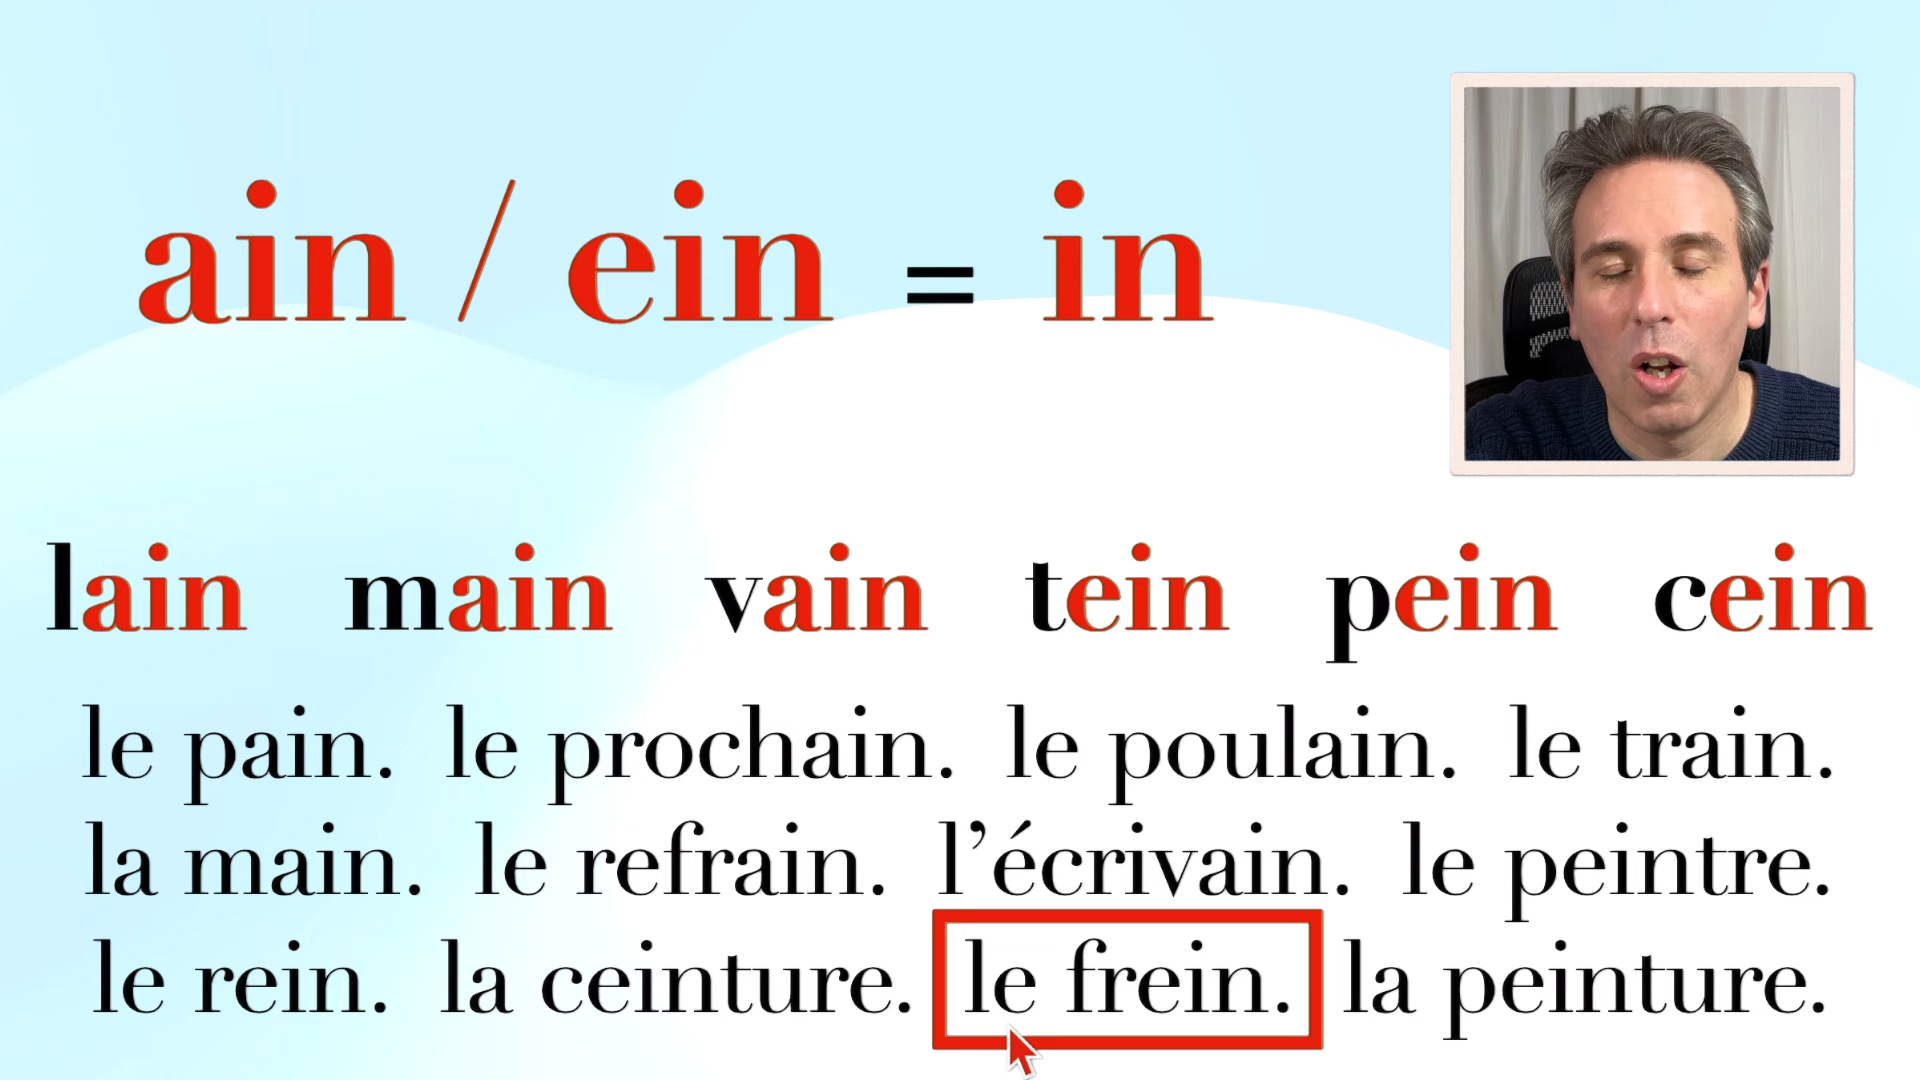 ain / ein = in
lain main vain tein pein cein
le pain. le prochain. le poulain. le train.
la main. le refrain. l’écrivain. le peintre.
le rein. la ceinture. le frein. la peinture.